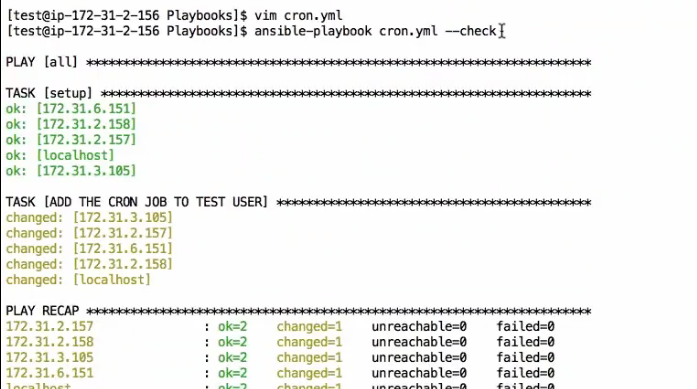 [test@ip-172-31-2-156 Playbooks]$ vim cron.yml
[test@ip-172-31-2-156 Playbooks]$ ansible-playbook cron.yml --check
PLAY [all] *******************************************************************
TASK [setup] *****************************************************************
ok: [172.31.6.151]
ok: [172.31.2.158]
ok: [172.31.2.157]
ok: [localhost]
ok: [172.31.3.105]
TASK [ADD THE CRON JOB TO TEST USER] ******************************************
changed: [172.31.3.105]
changed: [172.31.2.157]
changed: [172.31.6.151]
changed: [172.31.2.158]
changed: [localhost]
PLAY RECAP *******************************************************************
172.31.2.157 : ok=2 changed=1 unreachable=0 failed=0
172.31.2.158 : ok=2 changed=1 unreachable=0 failed=0
172.31.3.105 : ok=2 changed=1 unreachable=0 failed=0
172.31.6.151 : ok=2 changed=1 unreachable=0 failed=0
localhost : ok=2 changed=1 unreachable=0 failed=0